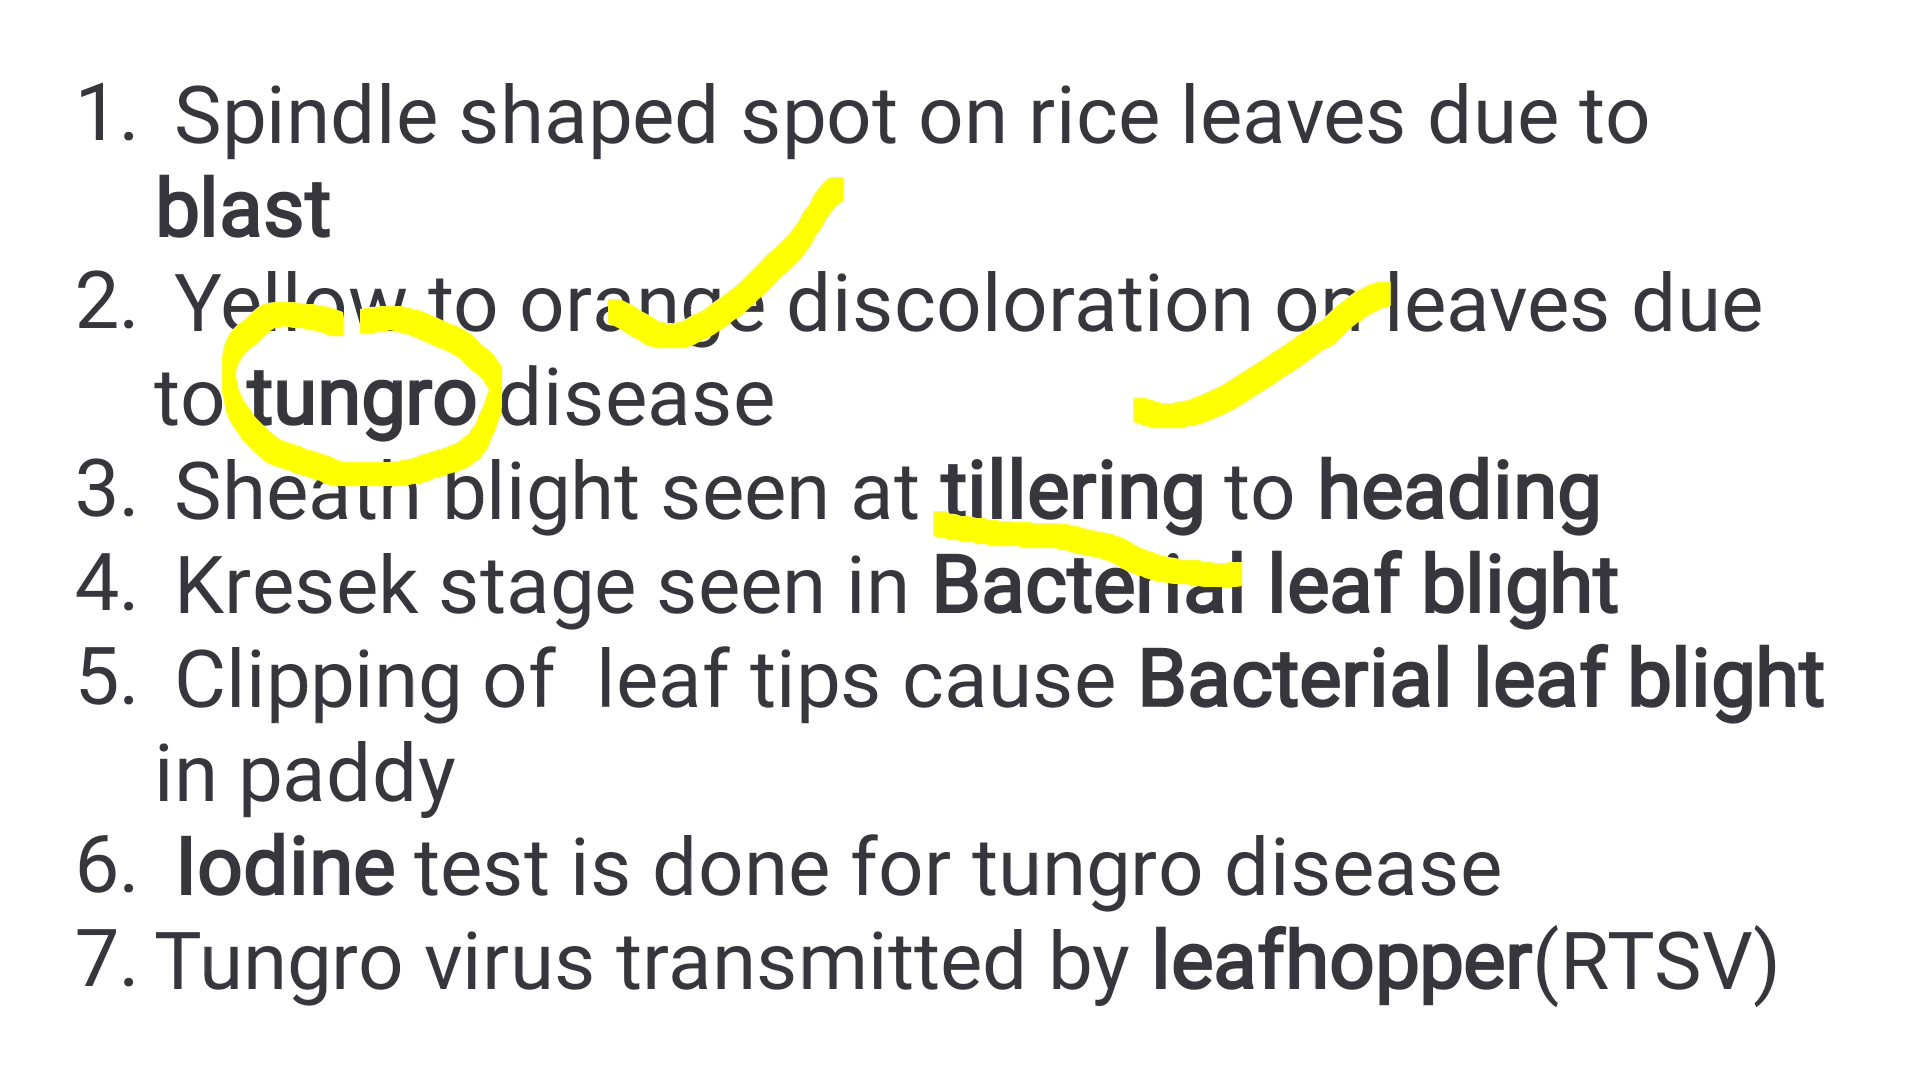 1. Spindle shaped spot on rice leaves due to
blast
2. Yellow to orange discoloration on leaves due
to tungro disease
3. Sheath blight seen at tillering to heading
4. Kresek stage seen in Bacterial leaf blight
5. Clipping of  leaf tips cause Bacterial leaf blight
in paddy
6. Iodine test is done for tungro disease
7. Tungro virus transmitted by leafhopper(RTSV)